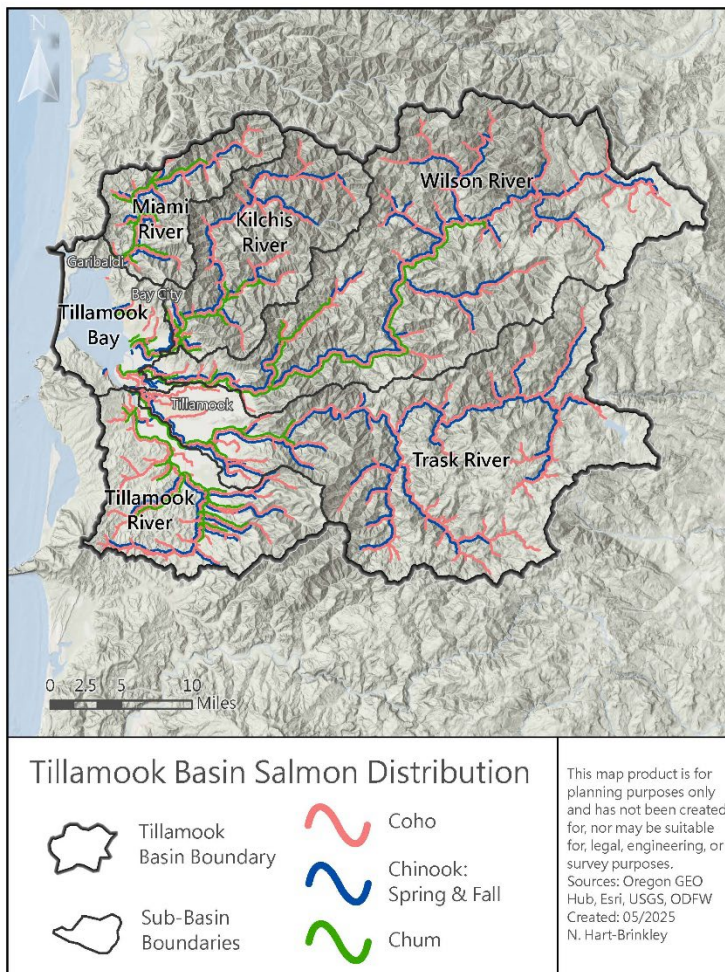 N
Wilson River
Miami
River
Kilchis
River
Garibaldi
Bay City
Tillamook
Bay
Tillamook
Trask River
Tillamook
River
0 2.5 5 10
Miles
Tillamook Basin Salmon Distribution
Tillamook
Basin Boundary
Sub-Basin
Boundaries
Coho
Chinook:
Spring & Fall
Chum
This map product is for
planning purposes only
and has not been created
for, nor may be suitable
for, legal, engineering, or
survey purposes.
Sources: Oregon GEO
Hub, Esri, USGS, ODFW
Created: 05/2025
N. Hart-Brinkley